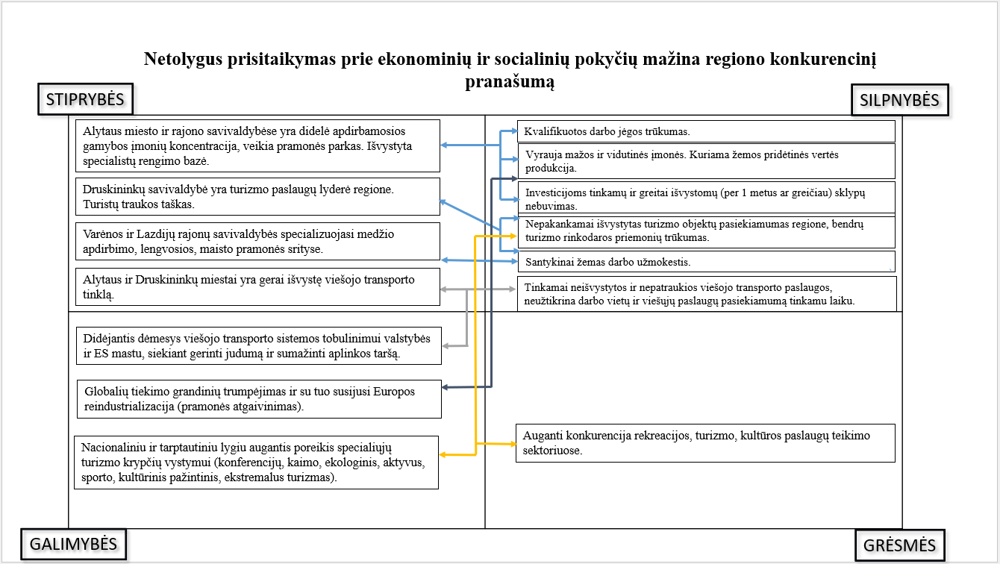 Netolygus prisitaikymas prie ekonominių ir socialinių pokyčių mažina regiono konkurencinį
pranašumą
STIPRYBĖS
SILPNYBĖS
Alytaus miesto ir rajono savivaldybėse yra didelė apdirbamosios
gamybos įmonių koncentracija, veikia pramonės parkas. Išvystyta
specialistų rengimo bazė.
Druskininkų savivaldybė yra turizmo paslaugų lyderė regione.
Turistų traukos taškas.
Varėnos ir Lazdijų rajonų savivaldybės specializuojasi medžio
apdirbimo, lengvosios, maisto pramonės srityse.
Alytaus ir Druskininkų miestai yra gerai išvystę viešojo transporto
tinklą.
Kvalifikuotos darbo jėgos trūkumas.
Vyrauja mažos ir vidutinės įmonės. Kuriama žemos pridėtinės vertės
produkcija.
Investicijoms tinkamų ir greitai išvystomų (per 1 metus ar greičiau) sklypų
nebuvimas.
Nepakankamai išvystytas turizmo objektų pasiekiamumas regione, bendrų
turizmo rinkodaros priemonių trūkumas.
Santykinai žemas darbo užmokestis.
Tinkamai neišvystytos ir nepatraukios viešojo transporto paslaugos,
neužtikrina darbo vietų ir viešųjų paslaugų pasiekiamumą tinkamu laiku.
Didėjantis dėmesys viešojo transporto sistemos tobulinimui valstybės
ir ES mastu, siekiant gerinti judumą ir sumažinti aplinkos taršą.
Globalių tiekimo grandinių trumpėjimas ir su tuo susijusi Europos
reindustrializacija (pramonės atgaivinimas).
Nacionaliniu ir tarptautiniu lygiu augantis poreikis specialiųjų
turizmo krypčių vystymui (konferencijų, kaimo, ekologinis, aktyvus,
sporto, kultūrinis pažintinis, ekstremalus turizmas).
Auganti konkurencija rekreacijos, turizmo, kultūros paslaugų teikimo
sektoriuose.
GALIMYBĖS
GRĖSMĖS